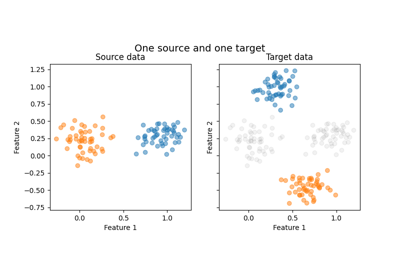 One source and one target
Source data
Target data
1.25
1.00
0.75
0.50
0.25
0.00
−0.25
−0.50
−0.75
Feature 2
Feature 2
0.0
0.5
1.0
0.0
0.5
1.0
Feature 1
Feature 1